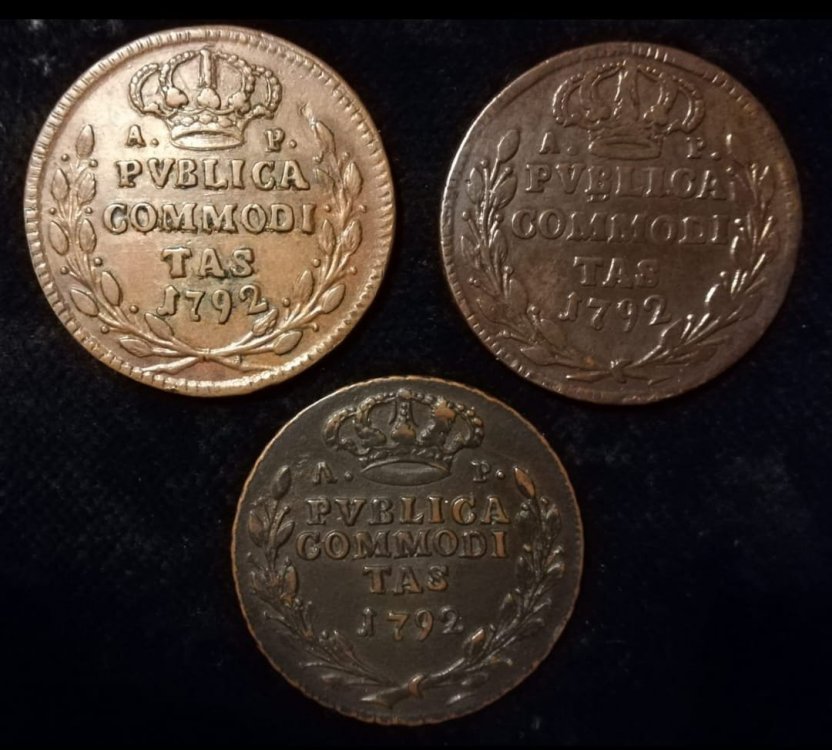 A. P.
PVBLICA
COMMODI
TAS
1792
A. P.
PVBLICA
COMMODI
TAS
1792
A. P.
PVBLICA
COMMODI
TAS
1792